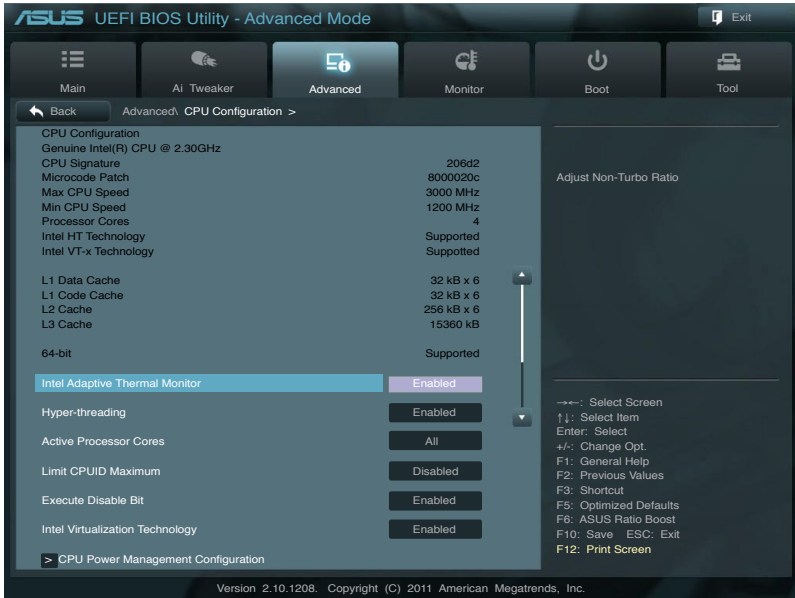 ASUS UEFI BIOS Utility - Advanced Mode
Exit
Main Ai Tweaker Advanced Monitor Boot Tool
Back Advanced\ CPU Configuration >
CPU Configuration
Genuine Intel(R) CPU @ 2.30GHz
CPU Signature 206d2
Microcode Patch 8000020c
Max CPU Speed 3000 MHz
Min CPU Speed 1200 MHz
Processor Cores 4
Intel HT Technology Supported
Intel VT-x Technology Suppotted
L1 Data Cache 32 kB x 6
L1 Code Cache 32 kB x 6
L2 Cache 256 kB x 6
L3 Cache 15360 kB
64-bit Supported
Intel Adaptive Thermal Monitor Enabled
Hyper-threading Enabled
Active Processor Cores All
Limit CPUID Maximum Disabled
Execute Disable Bit Enabled
Intel Virtualization Technology Enabled
> CPU Power Management Configuration
Adjust Non-Turbo Ratio
→←: Select Screen
↑↓: Select Item
Enter: Select
+/-: Change Opt.
F1: General Help
F2: Previous Values
F3: Shortcut
F5: Optimized Defaults
F6: ASUS Ratio Boost
F10: Save ESC: Exit
F12: Print Screen
Version 2.10.1208. Copyright (C) 2011 American Megatrends, Inc.